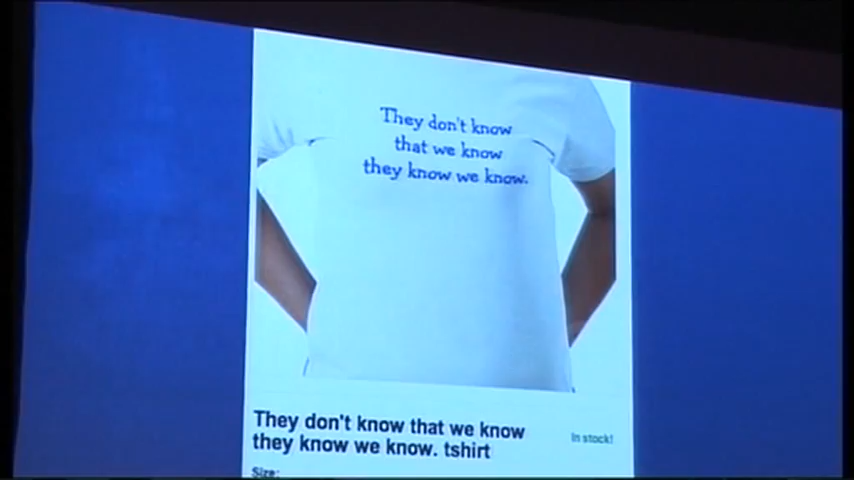 They don't know
that we know
they know we know.
They don't know that we know
they know we know. tshirt
In stock!
Size: